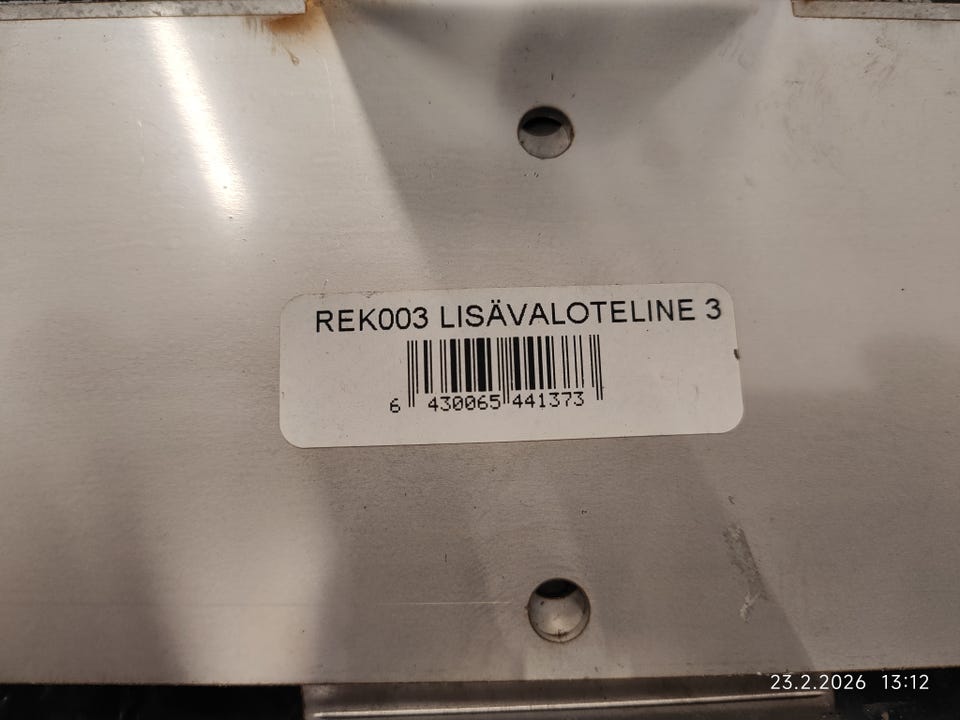 REK003 LISÄVALOTELINE 3
6 430065 441373
23.2.2026 13:12